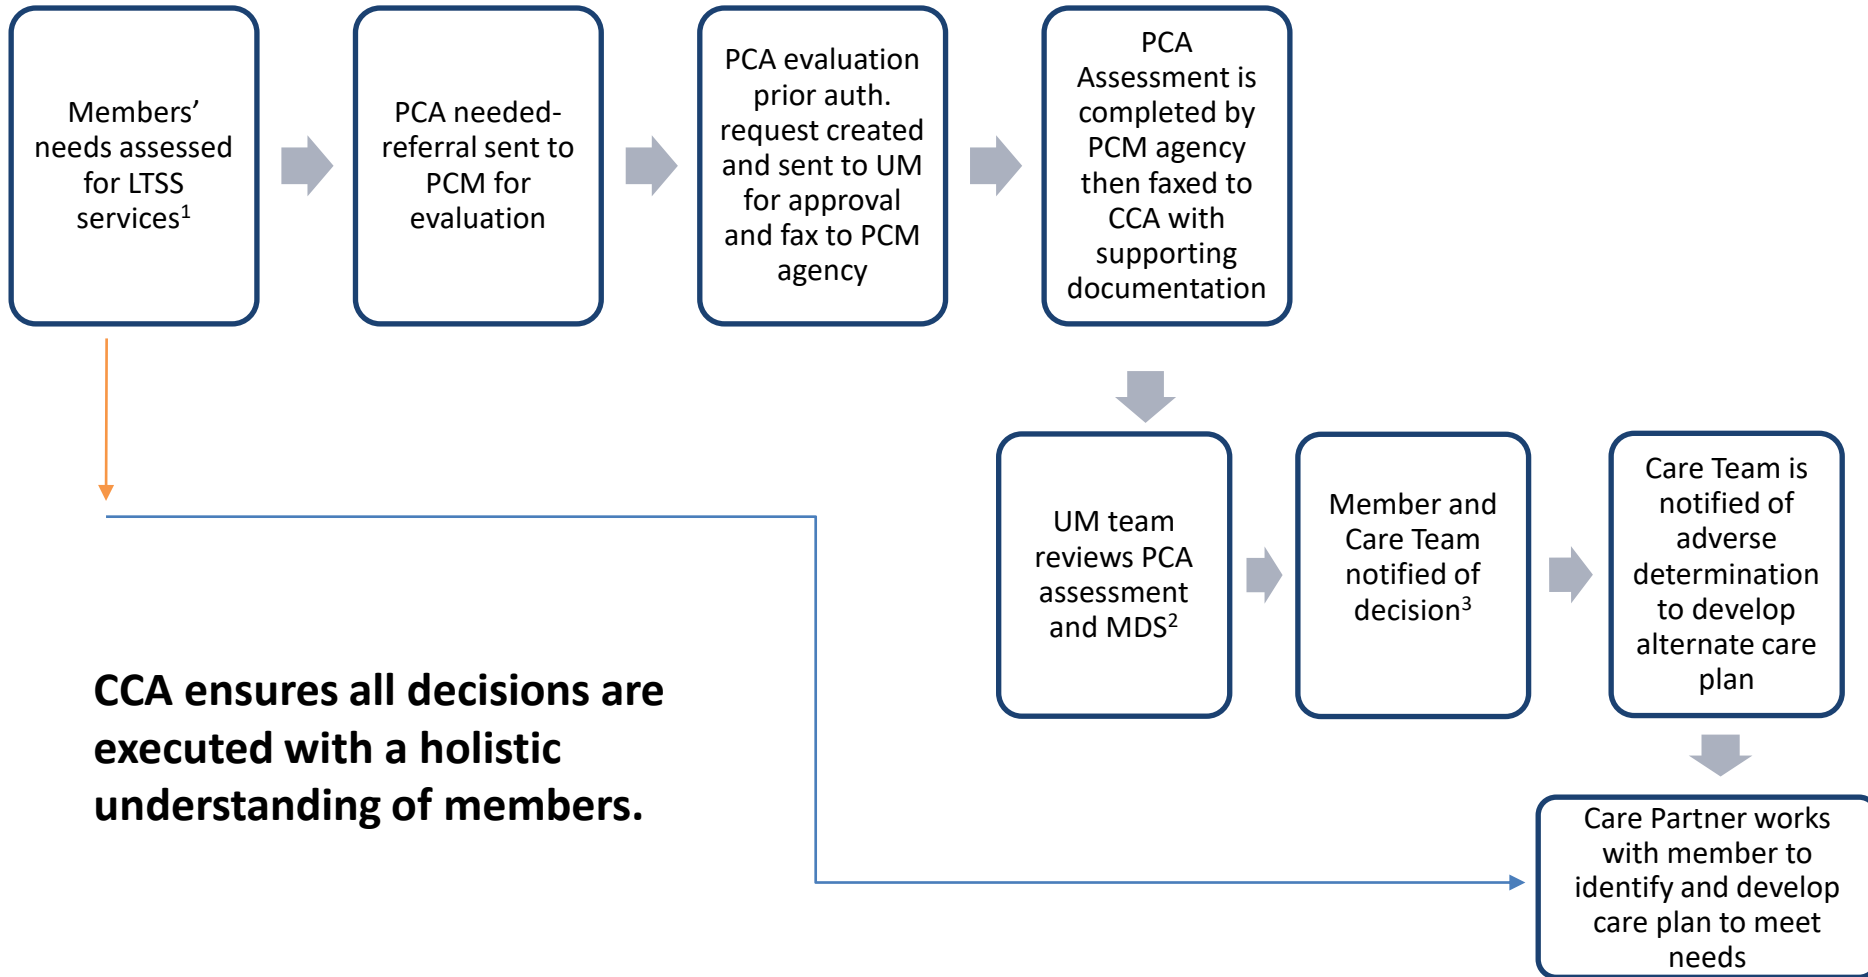 Members’
needs assessed
for LTSS
services1
PCA needed-
referral sent to
PCM for
evaluation
PCA evaluation
prior auth.
request created
and sent to UM
for approval
and fax to PCM
agency
PCA
Assessment is
completed by
PCM agency
then faxed to
CCA with
supporting
documentation
UM team
reviews PCA
assessment
and MDS2
Member and
Care Team
notified of
decision3
Care Team is
notified of
adverse
determination
to develop
alternate care
plan
CCA ensures all decisions are
executed with a holistic
understanding of members.
Care Partner works
with member to
identify and develop
care plan to meet
needs